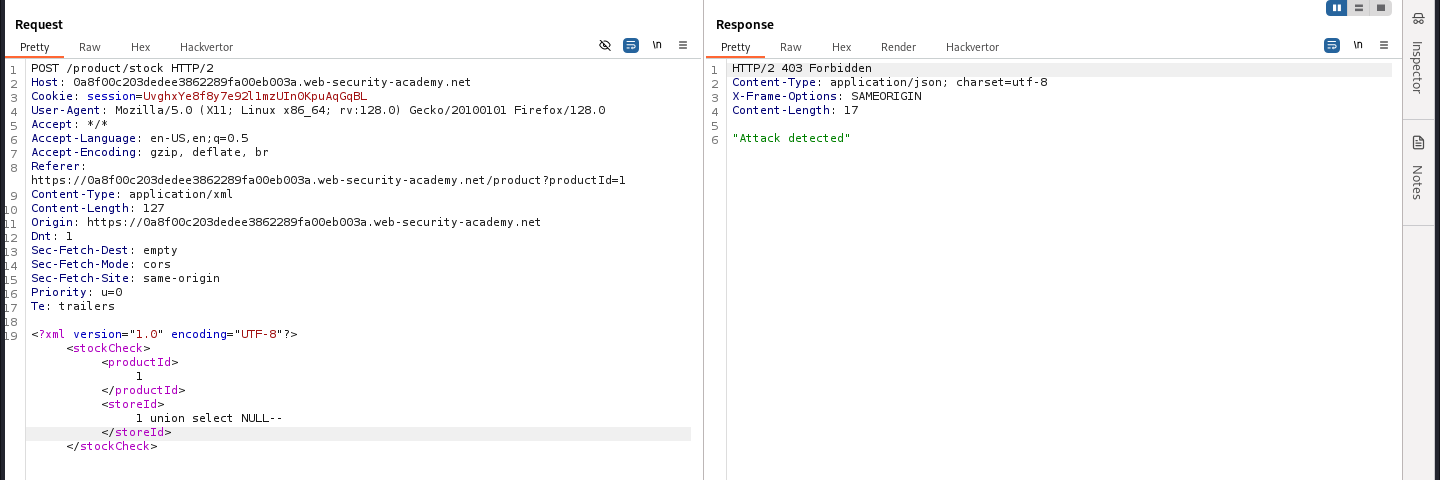 Request
Pretty Raw Hex Hackvertor \n
1 POST /product/stock HTTP/2
2 Host: 0a8f00c203dedee3862289fa00eb003a.web-security-academy.net
3 Cookie: session=UvghxYe8f8y7e92l1mzUIn0KpuAqGqBL
4 User-Agent: Mozilla/5.0 (X11; Linux x86_64; rv:128.0) Gecko/20100101 Firefox/128.0
5 Accept: */*
6 Accept-Language: en-US,en;q=0.5
7 Accept-Encoding: gzip, deflate, br
8 Referer:
https://0a8f00c203dedee3862289fa00eb003a.web-security-academy.net/product?productId=1
9 Content-Type: application/xml
10 Content-Length: 127
11 Origin: https://0a8f00c203dedee3862289fa00eb003a.web-security-academy.net
12 Dnt: 1
13 Sec-Fetch-Dest: empty
14 Sec-Fetch-Mode: cors
15 Sec-Fetch-Site: same-origin
16 Priority: u=0
17 Te: trailers
18
19 <?xml version="1.0" encoding="UTF-8"?>
<stockCheck>
<productId>
1
</productId>
<storeId>
1 union select NULL--
</storeId>
</stockCheck>
Response
Pretty Raw Hex Render Hackvertor \n
1 HTTP/2 403 Forbidden
2 Content-Type: application/json; charset=utf-8
3 X-Frame-Options: SAMEORIGIN
4 Content-Length: 17
5
6 "Attack detected"
Inspector
Notes